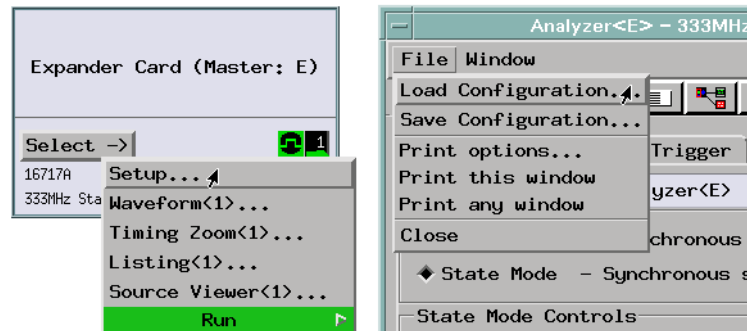 Expander Card (Master: E)
Select ->
1
16717A
333MHz Sta
Setup...
Waveform<1>...
Timing Zoom<1>...
Listing<1>...
Source Viewer<1>...
Run
Analyzer<E> - 333MHz
File Window
Load Configuration...
Save Configuration...
Print options...
Print this window
Print any window
Close
Trigger
yzer<E>
chronous
State Mode - Synchronous s
State Mode Controls